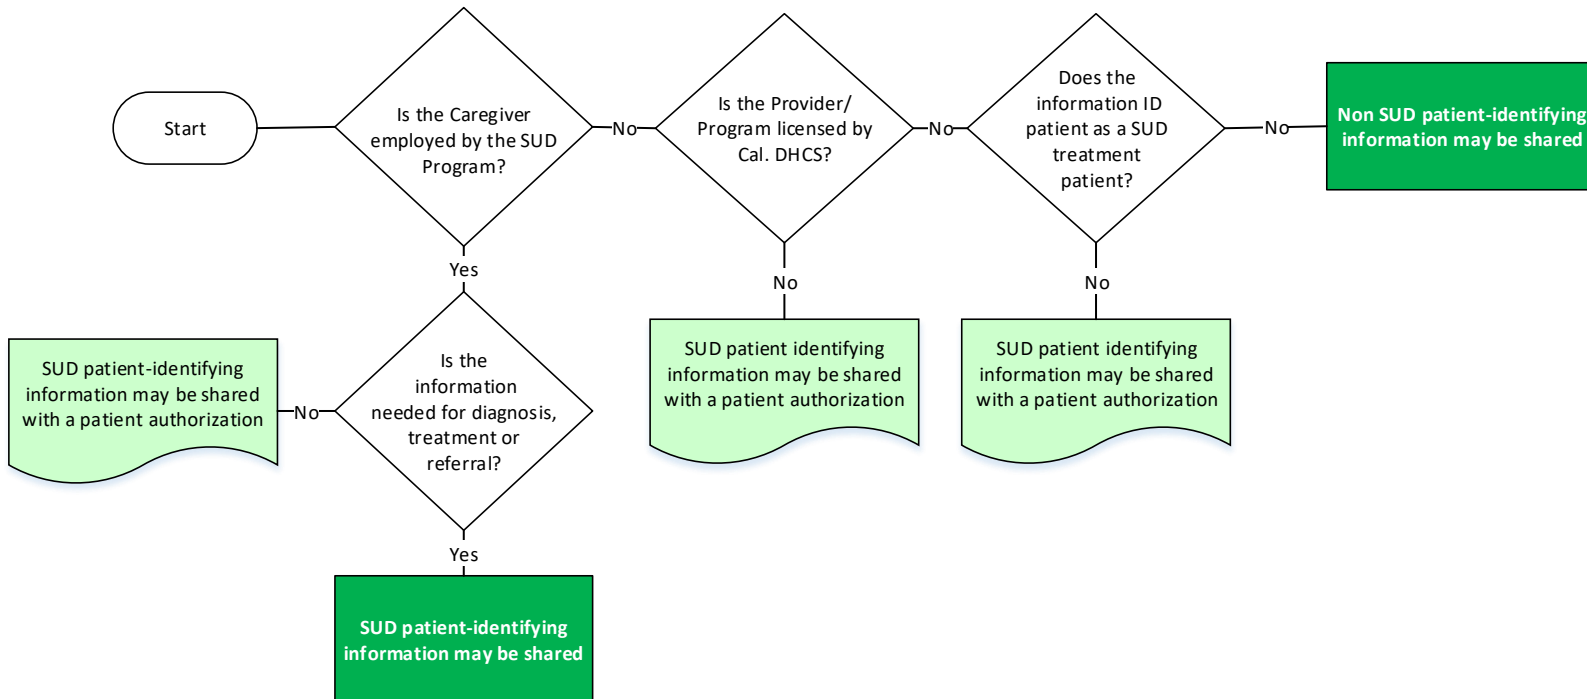 Start
Is the Caregiver
employed by the SUD
Program?
No
Is the Provider/
Program licensed by
Cal. DHCS?
No
Does the
information ID
patient as a SUD
treatment
patient?
No
Non SUD patient-identifying
information may be shared
Yes
No
No
SUD patient-identifying
information may be shared
with a patient authorization
No
Is the
information
needed for diagnosis,
treatment or
referral?
SUD patient identifying
information may be shared
with a patient authorization
SUD patient identifying
information may be shared
with a patient authorization
Yes
SUD patient-identifying
information may be shared